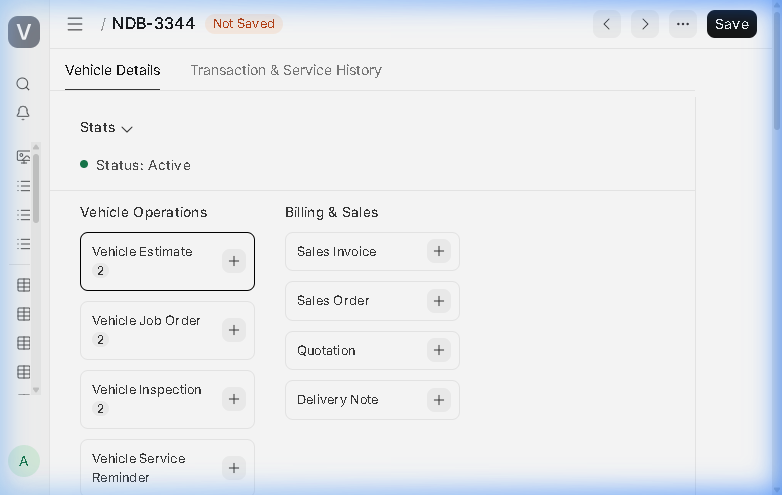 V
/ NDB-3344 Not Saved
Save
Vehicle Details
Transaction & Service History
Stats
Status: Active
Vehicle Operations
Vehicle Estimate
2
Vehicle Job Order
2
Vehicle Inspection
2
Vehicle Service
Reminder
Billing & Sales
Sales Invoice
Sales Order
Quotation
Delivery Note
A